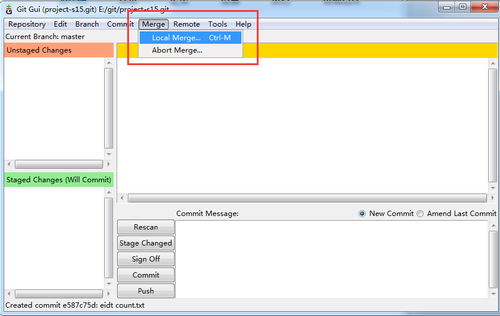 Git Gui (project-s15.git) E:/git/project-s15.git
Repository Edit Branch Commit Merge Remote Tools Help
Current Branch: master
Local Merge... Ctrl-M
Abort Merge...
Unstaged Changes
Staged Changes (Will Commit)
Commit Message:
New Commit
Amend Last Commit
Rescan
Stage Changed
Sign Off
Commit
Push
Created commit e587c75d: eidt count.txt